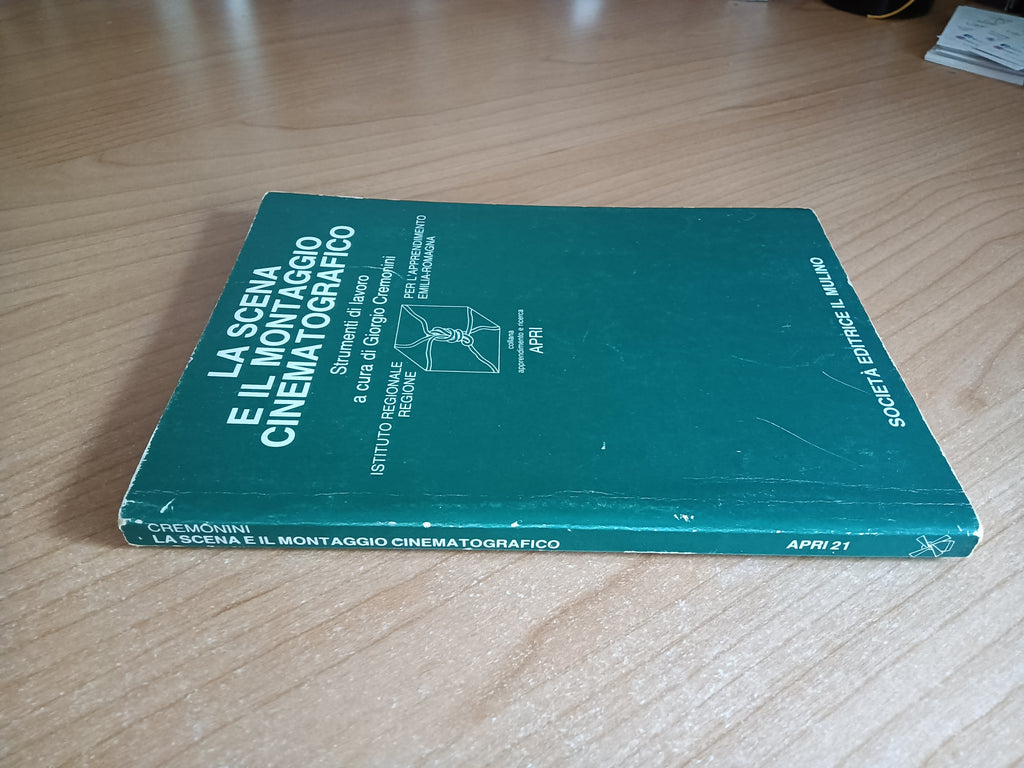 LA SCENA
E IL MONTAGGIO
CINEMATOGRAFICO
Strumenti di lavoro
a cura di Giorgio Cremonini
ISTITUTO REGIONALE PER L'APPRENDIMENTO
REGIONE EMILIA-ROMAGNA
collana
apprendimento e ricerca
APRI
SOCIETÀ EDITRICE IL MULINO
CREMONINI
LA SCENA E IL MONTAGGIO CINEMATOGRAFICO
APRI 21